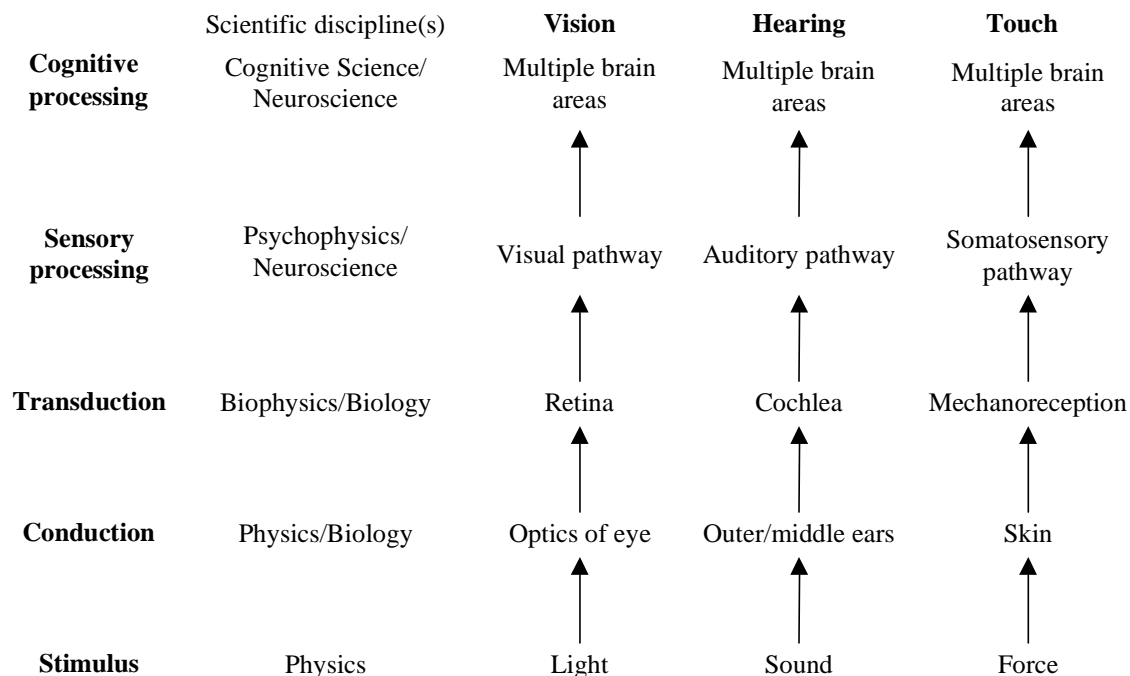 Scientific discipline(s) Vision Hearing Touch
Cognitive Cognitive Science/ Multiple brain Multiple brain Multiple brain
processing Neuroscience areas areas areas
Sensory Psychophysics/ Visual pathway Auditory pathway Somatosensory
processing Neuroscience pathway
Transduction Biophysics/Biology Retina Cochlea Mechanoreception
Conduction Physics/Biology Optics of eye Outer/middle ears Skin
Stimulus Physics Light Sound Force